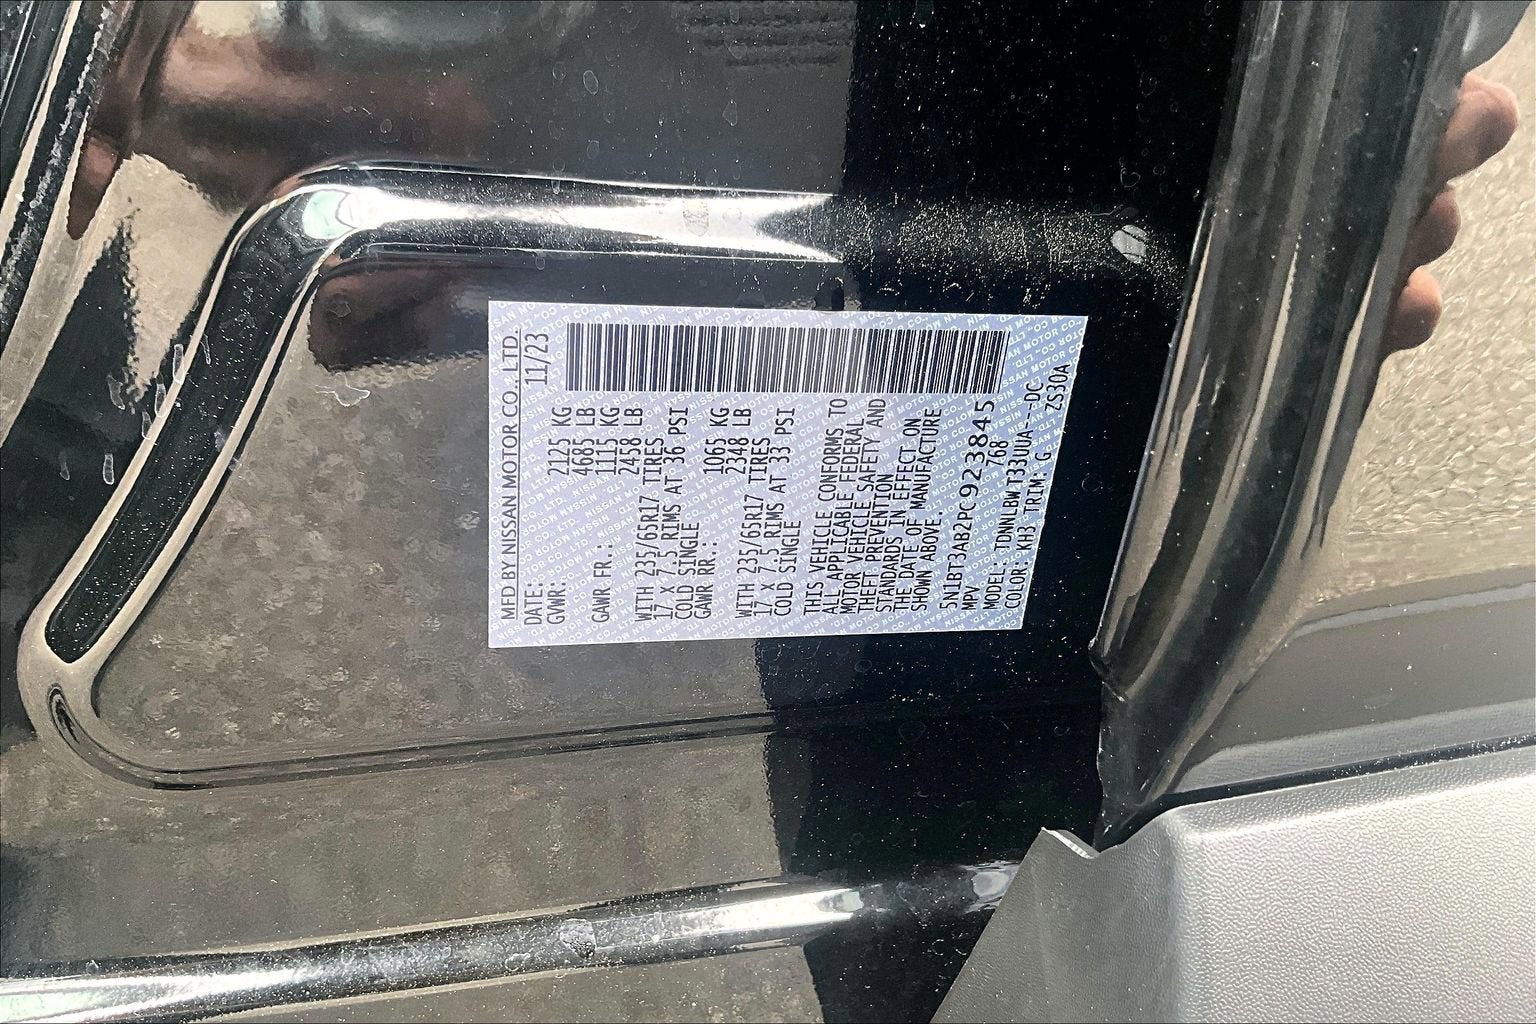 MFD BY NISSAN MOTOR CO., LTD.
DATE: 11/23
GVWR: 2125 KG
4685 LB
GAWR FR.: 1115 KG
2458 LB
WITH 235/65R17 TIRES
17 X 7.5 RIMS AT 36 PSI
COLD SINGLE
GAWR RR.: 1065 KG
2348 LB
WITH 235/65R17 TIRES
17 X 7.5 RIMS AT 33 PSI
COLD SINGLE
THIS VEHICLE CONFORMS TO
ALL APPLICABLE FEDERAL
MOTOR VEHICLE SAFETY AND
THEFT PREVENTION
STANDARDS IN EFFECT ON
THE DATE OF MANUFACTURE
SHOWN ABOVE.
5N1BT3AB2PC923845
MPV 768
MODEL: TDNNLBW T33UUA---DC
COLOR: KH3 TRIM: G ZS30A